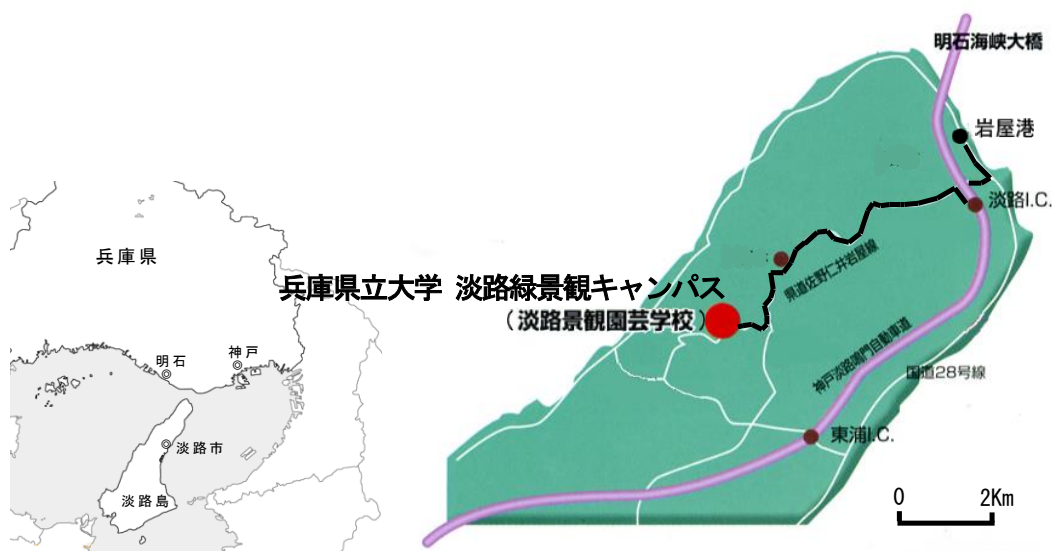 兵庫県
明石
神戸
淡路市
淡路島
明石海峡大橋
岩屋港
淡路I.C.
県道佐野仁井岩屋線
兵庫県立大学 淡路緑景観キャンパス
(淡路景観園芸学校)
神戸淡路鳴門自動車道
国道28号線
東浦I.C.
0 2Km